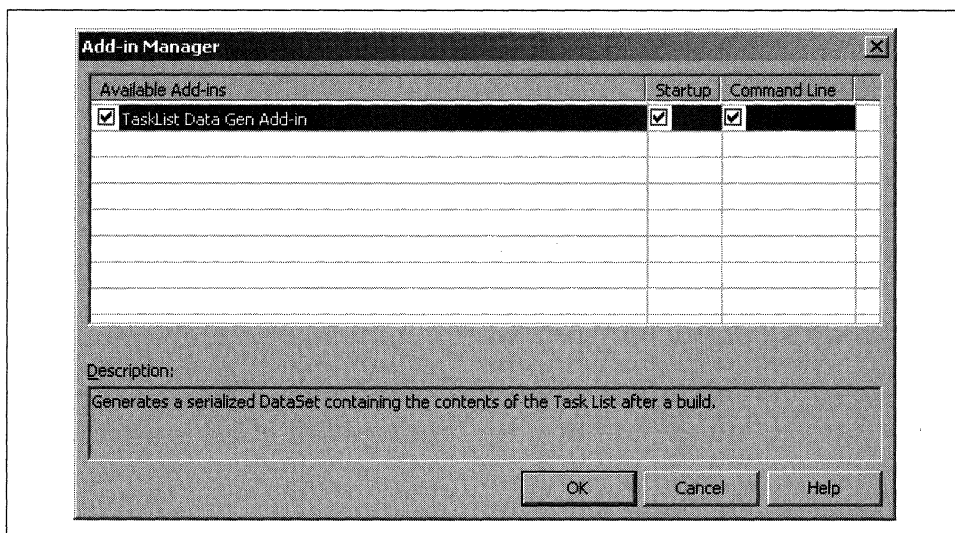 Add-in Manager
Available Add-ins Startup Command Line
TaskList Data Gen Add-in
Description:
Generates a serialized DataSet containing the contents of the Task List after a build.
OK Cancel Help